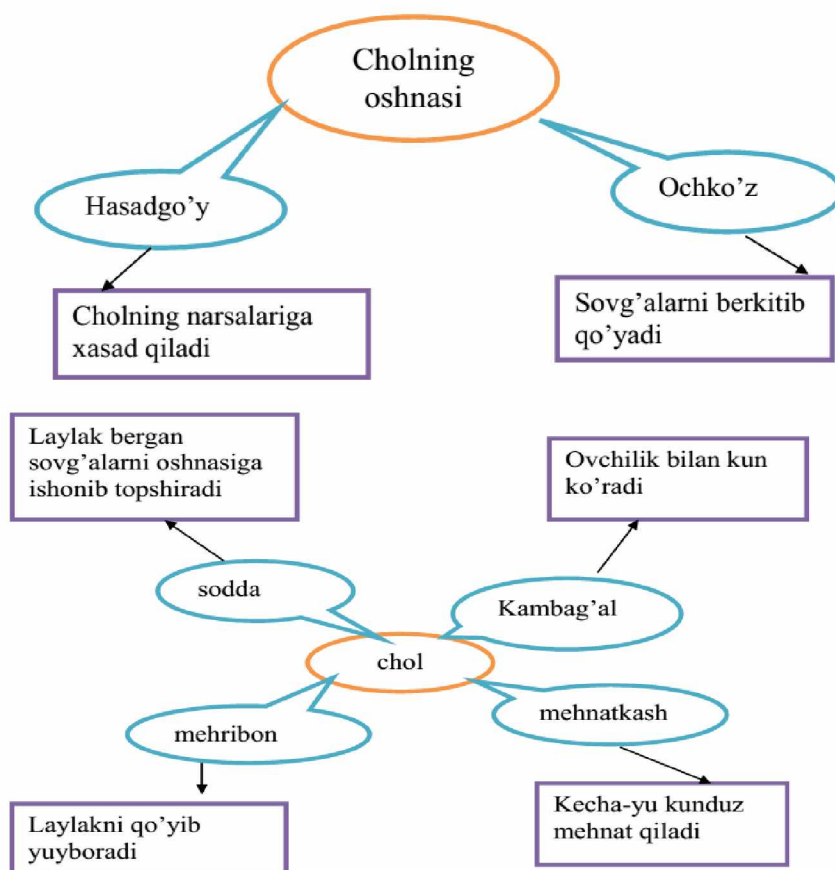 Cholning
oshnasi
Hasadgo’y
Ochko’z
Cholning narsalariga
xasad qiladi
Sovg’alarni berkitib
qo’yadi
Laylak bergan
sovg’alarni oshnasiga
ishonib topshiradi
Ovchilik bilan kun
ko’radi
sodda
Kambag’al
chol
mehribon
mehnatkash
Laylakni qo’yib
yuyboradi
Kecha-yu kunduz
mehnat qiladi